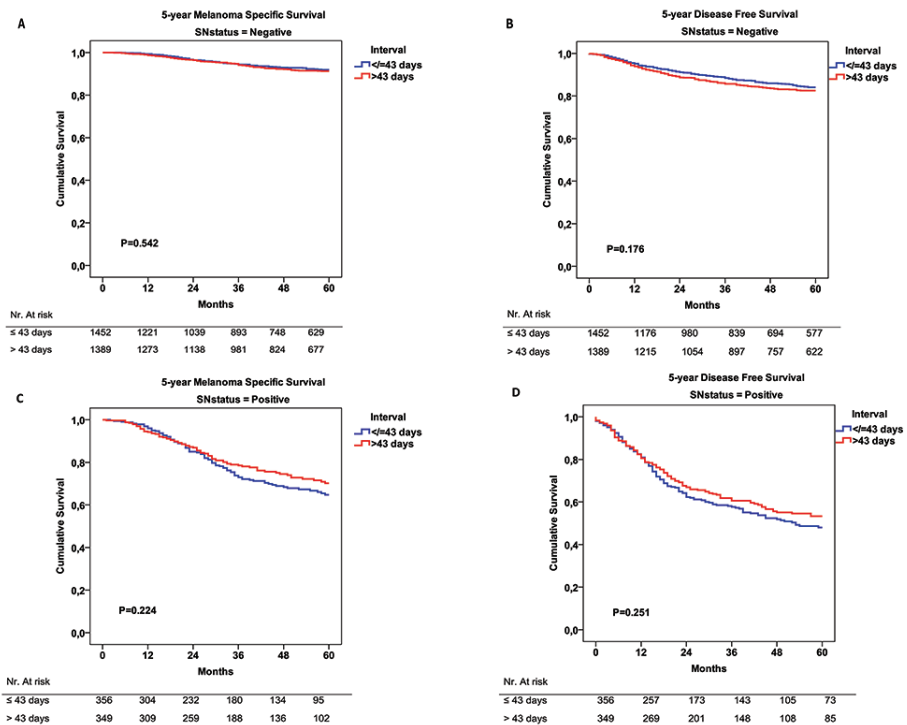 A
5-year Melanoma Specific Survival
SNstatus = Negative
Interval
</=43 days
>43 days
Cumulative Survival
1,0
0,8
0,6
0,4
0,2
0,0
P=0.542
0 12 24 36 48 60
Months
Nr. At risk
≤ 43 days 1452 1221 1039 893 748 629
> 43 days 1389 1273 1138 981 824 677
B
5-year Disease Free Survival
SNstatus = Negative
Interval
</=43 days
>43 days
Cumulative Survival
1,0
0,8
0,6
0,4
0,2
0,0
P=0.176
0 12 24 36 48 60
Months
Nr. At risk
≤ 43 days 1452 1176 980 839 694 577
> 43 days 1389 1215 1054 897 757 622
C
5-year Melanoma Specific Survival
SNstatus = Positive
Interval
</=43 days
>43 days
Cumulative Survival
1,0
0,8
0,6
0,4
0,2
0,0
P=0.224
0 12 24 36 48 60
Months
Nr. At risk
≤ 43 days 356 304 232 180 134 95
> 43 days 349 309 259 188 136 102
D
5-year Disease Free Survival
SNstatus = Positive
Interval
</=43 days
>43 days
Cumulative Survival
1,0
0,8
0,6
0,4
0,2
0,0
P=0.251
0 12 24 36 48 60
Months
Nr. At risk
≤ 43 days 356 257 173 143 105 73
> 43 days 349 269 201 148 108 85